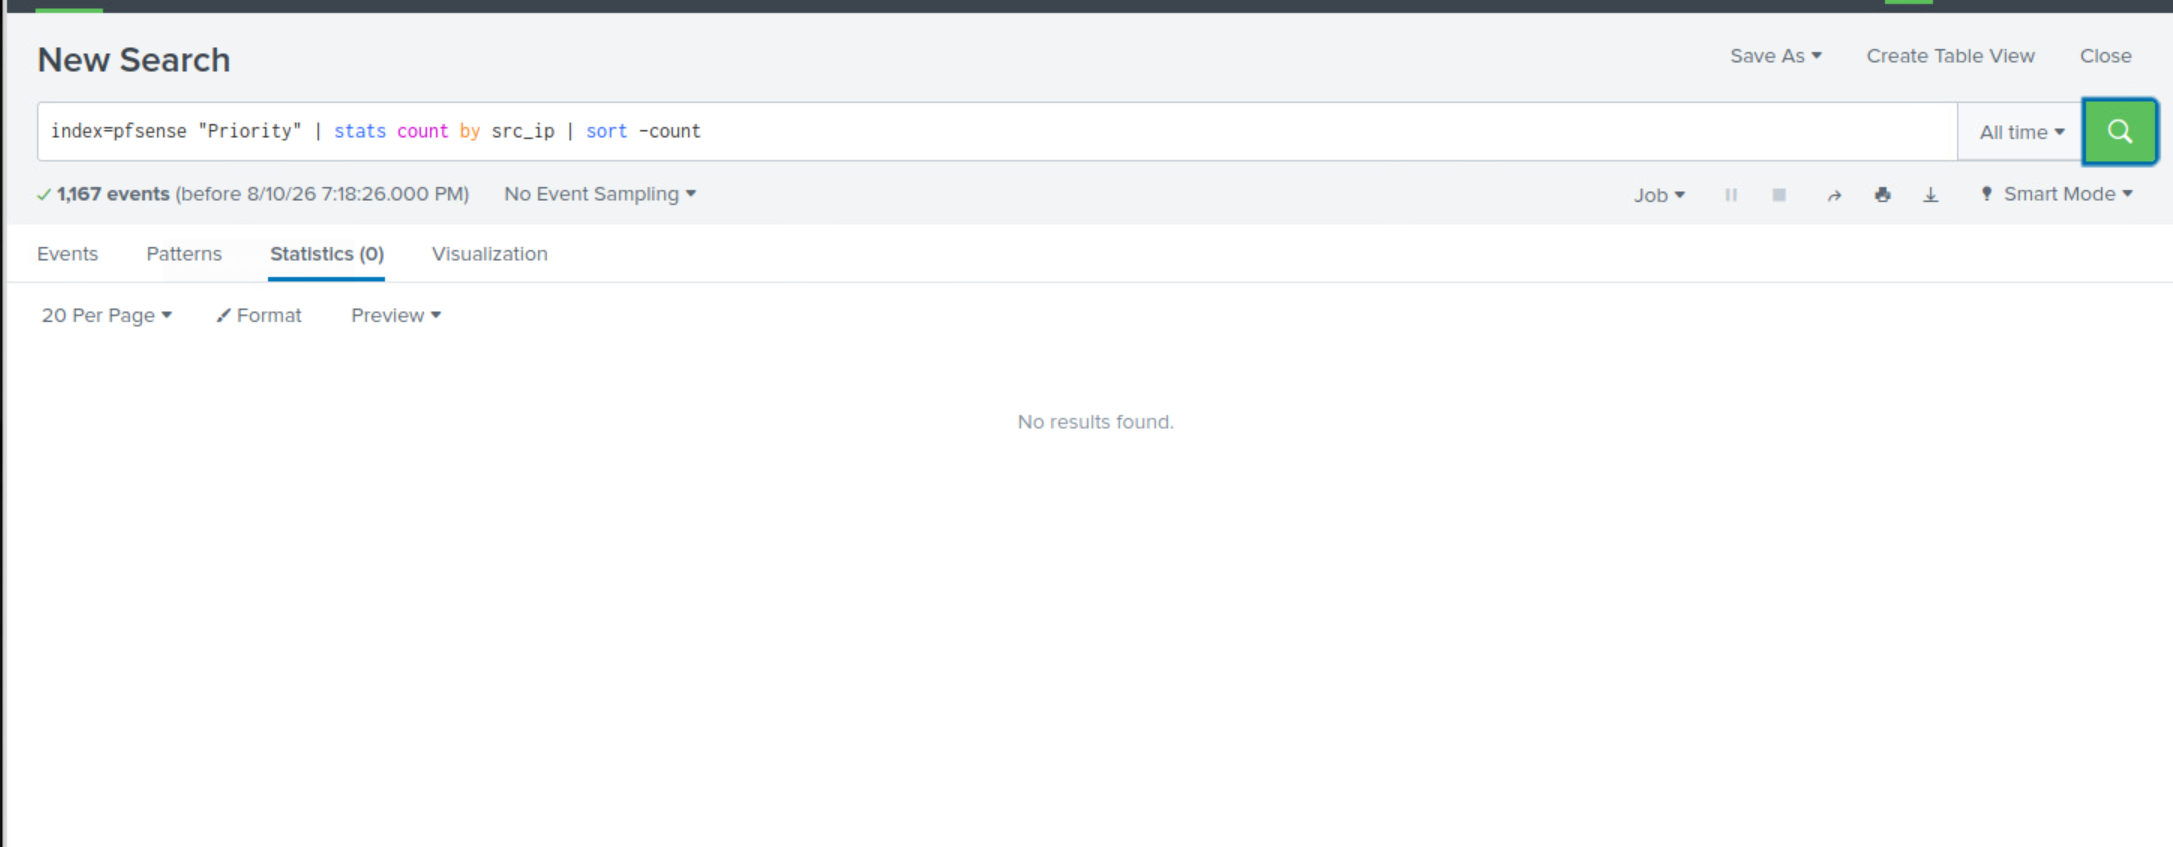 New Search
Save As Create Table View Close
index=pfsense "Priority" | stats count by src_ip | sort -count
All time
1,167 events (before 8/10/26 7:18:26.000 PM) No Event Sampling
Job Smart Mode
Events Patterns Statistics (0) Visualization
20 Per Page Format Preview
No results found.